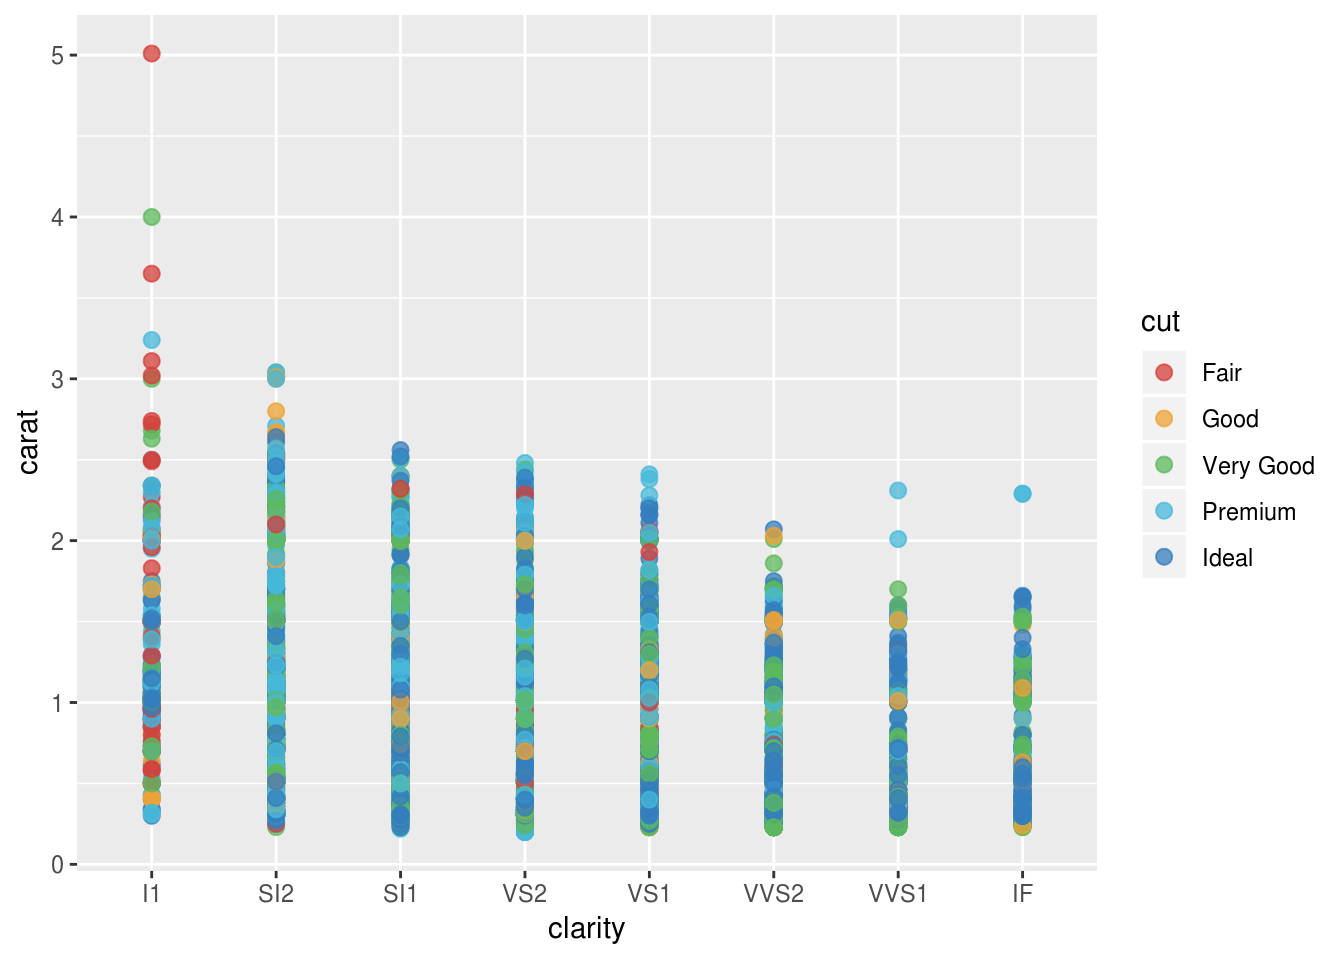 5
4
3
2
1
0
carat
I1 SI2 SI1 VS2 VS1 VVS2 VVS1 IF
clarity
cut
Fair
Good
Very Good
Premium
Ideal